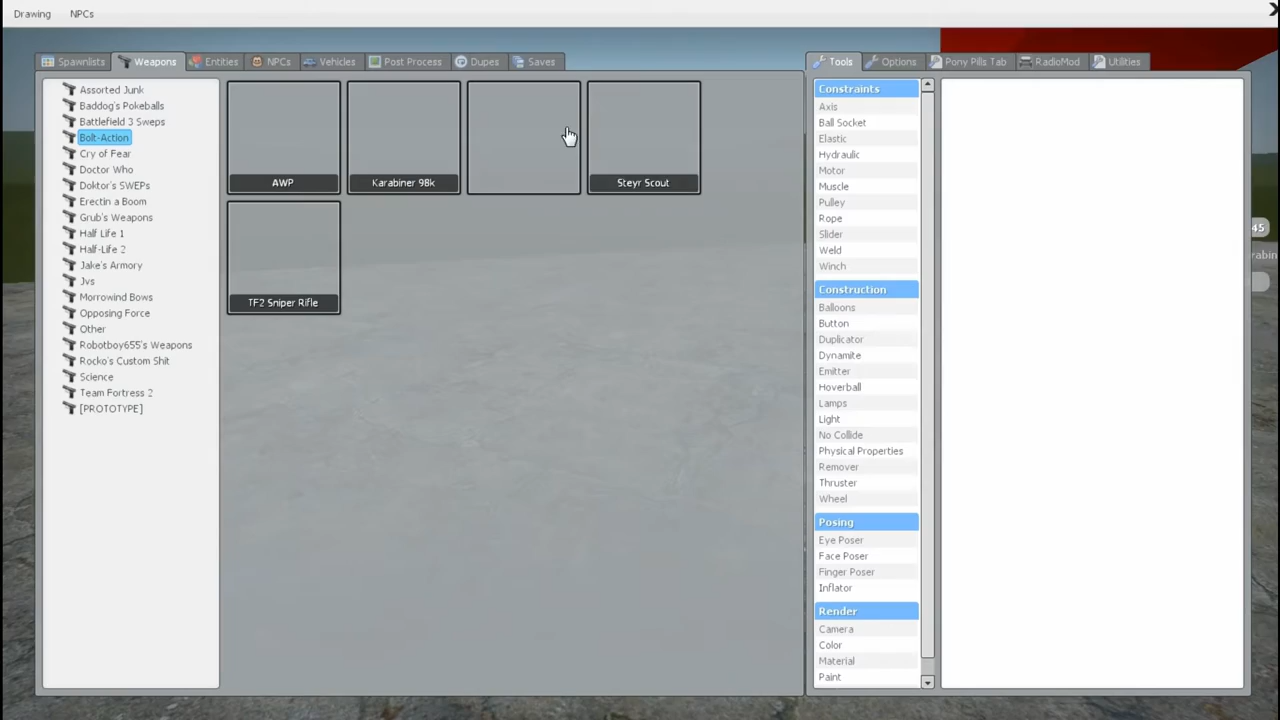 Drawing NPCs
Spawnlists Weapons Entities NPCs Vehicles Post Process Dupes Saves
Assorted Junk
Baddog's Pokeballs
Battlefield 3 Sweps
Bolt-Action
Cry of Fear
Doctor Who
Doktor's SWEPs
Erectin a Boom
Grub's Weapons
Half Life 1
Half-Life 2
Jake's Armory
Jvs
Morrowind Bows
Opposing Force
Other
Robotboy655's Weapons
Rocko's Custom Shit
Science
Team Fortress 2
[PROTOTYPE]
AWP Karabiner 98k Steyr Scout
TF2 Sniper Rifle
Tools Options Pony Pills Tab RadioMod Utilities
Constraints
Axis
Ball Socket
Elastic
Hydraulic
Motor
Muscle
Pulley
Rope
Slider
Weld
Winch
Construction
Balloons
Button
Duplicator
Dynamite
Emitter
Hoverball
Lamps
Light
No Collide
Physical Properties
Remover
Thruster
Wheel
Posing
Eye Poser
Face Poser
Finger Poser
Inflator
Render
Camera
Color
Material
Paint
45